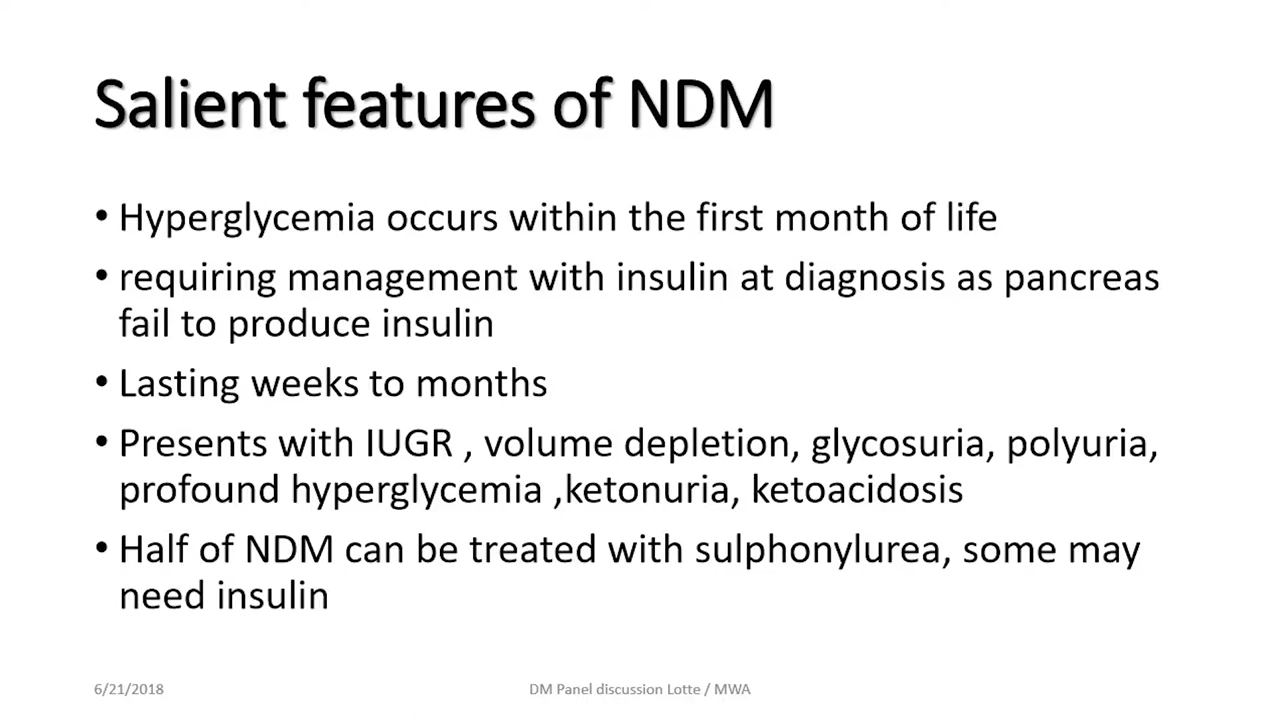 Salient features of NDM
• Hyperglycemia occurs within the first month of life
• requiring management with insulin at diagnosis as pancreas
fail to produce insulin
• Lasting weeks to months
• Presents with IUGR , volume depletion, glycosuria, polyuria,
profound hyperglycemia ,ketonuria, ketoacidosis
• Half of NDM can be treated with sulphonylurea, some may
need insulin
6/21/2018
DM Panel discussion Lotte / MWA